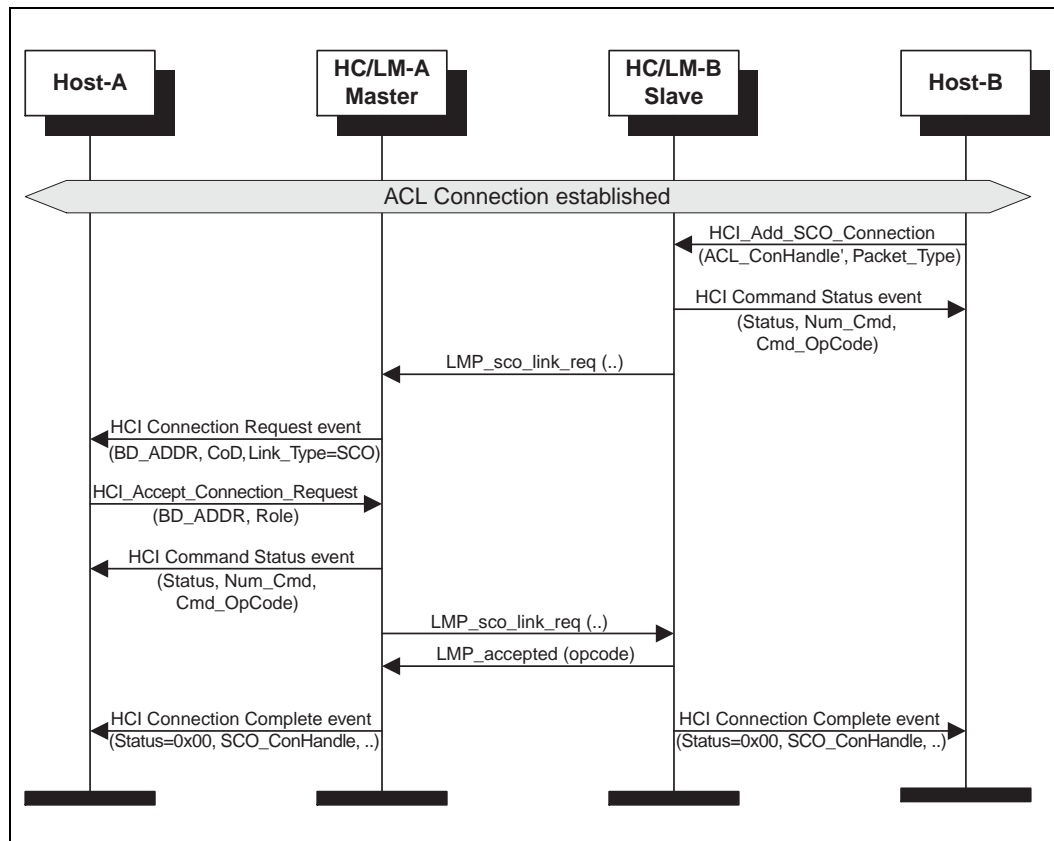 Host-A
HC/LM-A
Master
HC/LM-B
Slave
Host-B
ACL Connection established
HCI_Add_SCO_Connection
(ACL_ConHandle', Packet_Type)
HCI Command Status event
(Status, Num_Cmd,
Cmd_OpCode)
LMP_sco_link_req (..)
HCI Connection Request event
(BD_ADDR, CoD, Link_Type=SCO)
HCI_Accept_Connection_Request
(BD_ADDR, Role)
HCI Command Status event
(Status, Num_Cmd,
Cmd_OpCode)
LMP_sco_link_req (..)
LMP_accepted (opcode)
HCI Connection Complete event
(Status=0x00, SCO_ConHandle, ..)
HCI Connection Complete event
(Status=0x00, SCO_ConHandle, ..)